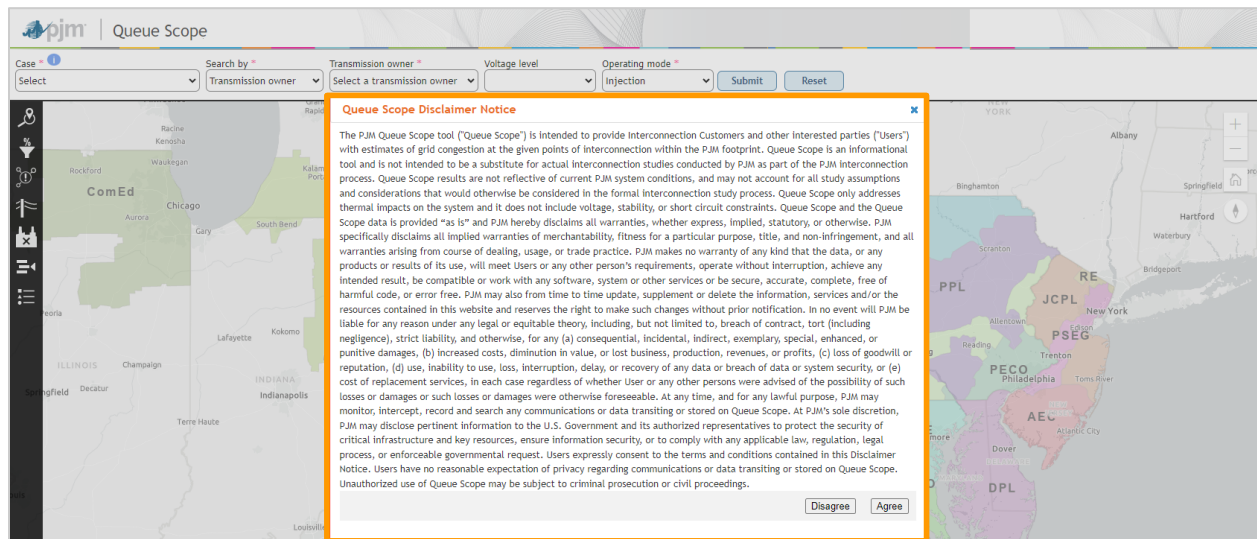 pjm Queue Scope
Case * i
Search by *
Transmission owner *
Voltage level
Operating mode *
Select
Transmission owner
Select a transmission owner
Injection
Submit
Reset
Queue Scope Disclaimer Notice
The PJM Queue Scope tool ("Queue Scope") is intended to provide Interconnection Customers and other interested parties ("Users")
with estimates of grid congestion at the given points of interconnection within the PJM footprint. Queue Scope is an informational
tool and is not intended to be a substitute for actual interconnection studies conducted by PJM as part of the PJM interconnection
process. Queue Scope results are not reflective of current PJM system conditions, and may not account for all study assumptions
and considerations that would otherwise be considered in the formal interconnection study process. Queue Scope only addresses
thermal impacts on the system and it does not include voltage, stability, or short circuit constraints. Queue Scope and the Queue
Scope data is provided “as is” and PJM hereby disclaims all warranties, whether express, implied, statutory, or otherwise. PJM
specifically disclaims all implied warranties of merchantability, fitness for a particular purpose, title, and non-infringement, and all
warranties arising from course of dealing, usage, or trade practice. PJM makes no warranty of any kind that the data, or any
products or results of its use, will meet Users or any other person’s requirements, operate without interruption, achieve any
intended result, be compatible or work with any software, system or other services or be secure, accurate, complete, free of
harmful code, or error free. PJM may also from time to time update, supplement or delete the information, services and/or the
resources contained in this website and reserves the right to make such changes without prior notification. In no event will PJM be
liable for any reason under any legal or equitable theory, including, but not limited to, breach of contract, tort (including
negligence), strict liability, and otherwise, for any (a) consequential, incidental, indirect, exemplary, special, enhanced, or
punitive damages, (b) increased costs, diminution in value, or lost business, production, revenues, or profits, (c) loss of goodwill or
reputation, (d) use, inability to use, loss, interruption, delay, or recovery of any data or breach of data or system security, or (e)
cost of replacement services, in each case regardless of whether User or any other persons were advised of the possibility of such
losses or damages or such losses or damages were otherwise foreseeable. At any time, and for any lawful purpose, PJM may
monitor, intercept, record and search any communications or data transiting or stored on Queue Scope. At PJM’s sole discretion,
PJM may disclose pertinent information to the U.S. Government and its authorized representatives to protect the security of
critical infrastructure and key resources, ensure information security, or to comply with any applicable law, regulation, legal
process, or enforceable governmental request. Users expressly consent to the terms and conditions contained in this Disclaimer
Notice. Users have no reasonable expectation of privacy regarding communications or data transiting or stored on Queue Scope.
Unauthorized use of Queue Scope may be subject to criminal prosecution or civil proceedings.
Disagree
Agree
Racine
Kenosha
Waukegan
Rockford
ComEd
Chicago
Aurora
Gary
South Bend
Peoria
Kokomo
Lafayette
ILLINOIS
Champaign
INDIANA
Springfield
Decatur
Indianapolis
Terre Haute
NEW
YORK
Albany
Binghamton
Springfield
Hartford
Waterbury
Scranton
Bridgeport
RE
PPL
JCPL
New York
Allentown
Edison
PSEG
Reading
Trenton
PECO
Philadelphia
Toms River
AEC
Atlantic City
Dover
DPL